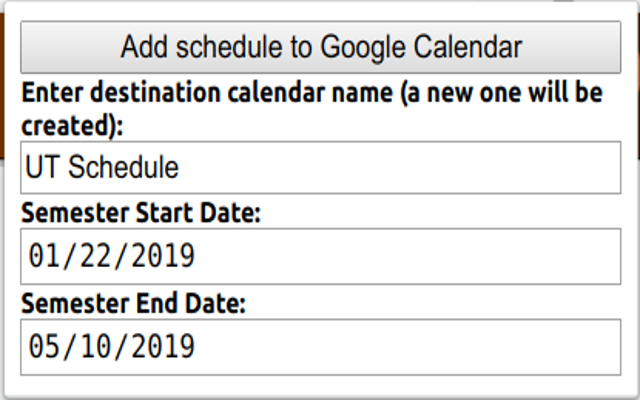 Add schedule to Google Calendar
Enter destination calendar name (a new one will be
created):
UT Schedule
Semester Start Date:
01/22/2019
Semester End Date:
05/10/2019